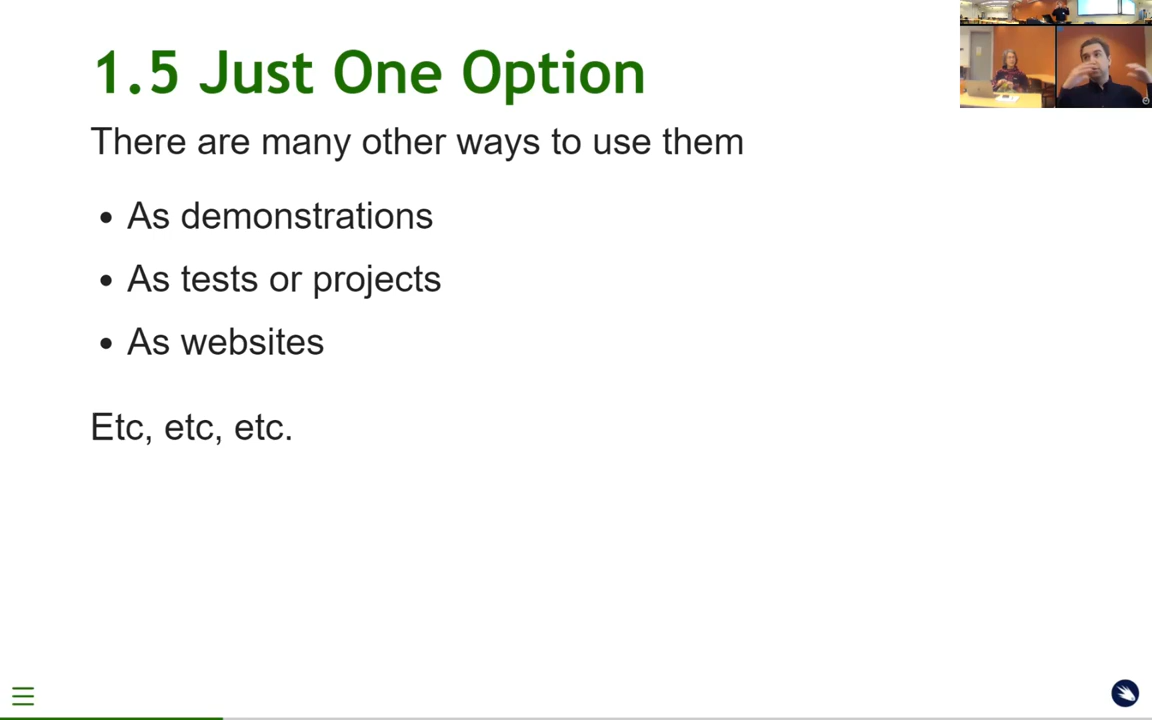 1.5 Just One Option
There are many other ways to use them
As demonstrations
As tests or projects
As websites
Etc, etc, etc.